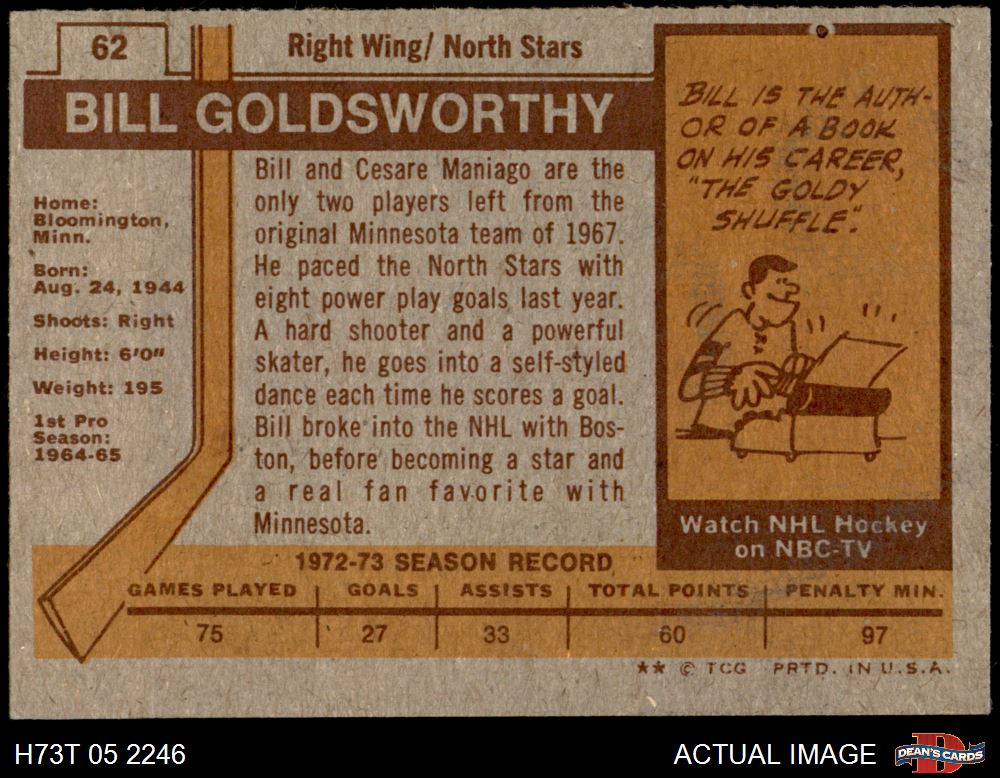 62
Right Wing/ North Stars
BILL GOLDSWORTHY
Home:
Bloomington,
Minn.
Born:
Aug. 24, 1944
Shoots: Right
Height: 6'0"
Weight: 195
1st Pro
Season:
1964-65
Bill and Cesare Maniago are the
only two players left from the
original Minnesota team of 1967.
He paced the North Stars with
eight power play goals last year.
A hard shooter and a powerful
skater, he goes into a self-styled
dance each time he scores a goal.
Bill broke into the NHL with Bos-
ton, before becoming a star and
a real fan favorite with
Minnesota.
BILL IS THE AUTH-
OR OF A BOOK
ON HIS CAREER,
"THE GOLDY
SHUFFLE".
Watch NHL Hockey
on NBC-TV
1972-73 SEASON RECORD
GAMES PLAYED GOALS ASSISTS TOTAL POINTS PENALTY MIN.
75 27 33 60 97
** © TCG PRTD. IN U.S.A.
H73T 05 2246
ACTUAL IMAGE
D
DEAN'S CARDS